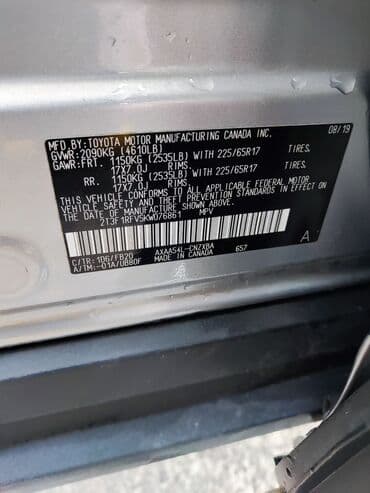 MFD.BY: TOYOTA MOTOR MANUFACTURING CANADA INC. 08/19
GVWR: 2090KG (4610LB)
GAWR:FRT. 1150KG (2535LB) WITH 225/65R17 TIRES.
17X7.0J RIMS.
RR. 1150KG (2535LB) WITH 225/65R17 TIRES.
17X7.0J RIMS.
THIS VEHICLE CONFORMS TO ALL APPLICABLE FEDERAL MOTOR
VEHICLE SAFETY, BUMPER, AND THEFT PREVENTION STANDARDS IN
EFFECT ON THE DATE OF MANUFACTURE SHOWN ABOVE.
2T3F1RFV5KW076861 MPV
C/TR: 1D6/FB20 AXAA54L-CNZXBA 657 A
A/TM:-01A/UB80F MADE IN CANADA